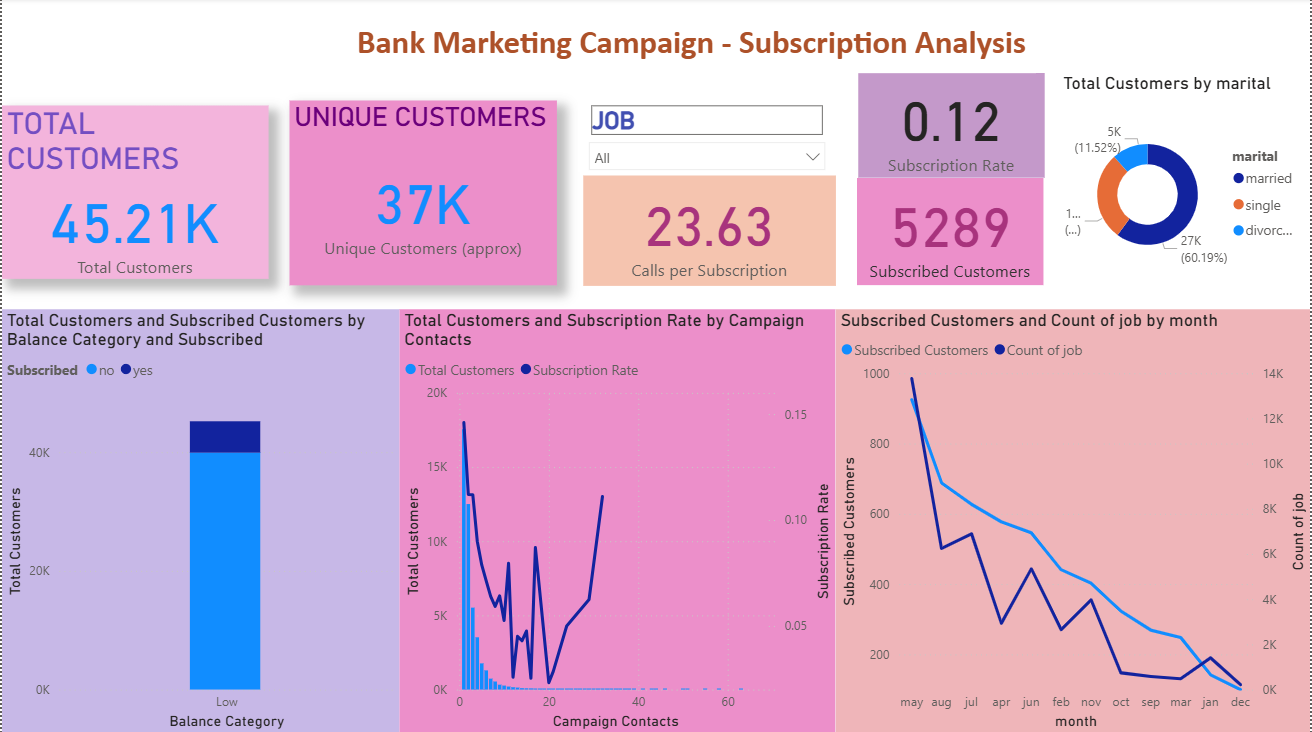 Bank Marketing Campaign - Subscription Analysis
TOTAL
CUSTOMERS
45.21K
Total Customers
UNIQUE CUSTOMERS
37K
Unique Customers (approx)
JOB
All
23.63
Calls per Subscription
0.12
Subscription Rate
5289
Subscribed Customers
Total Customers by marital
5K
(11.52%)
1...
(...)
27K
(60.19%)
marital
married
single
divorc...
Total Customers and Subscribed Customers by
Balance Category and Subscribed
Subscribed no yes
Total Customers
40K
20K
0K
Low
Balance Category
Total Customers and Subscription Rate by Campaign
Contacts
Total Customers Subscription Rate
Total Customers
20K
15K
10K
5K
0K
0 20 40 60
Campaign Contacts
0.15
0.10
0.05
Subscription Rate
Subscribed Customers and Count of job by month
Subscribed Customers Count of job
Subscribed Customers
1000
800
600
400
200
may aug jul apr jun feb nov oct sep mar jan dec
month
14K
12K
10K
8K
6K
4K
2K
0K
Count of job